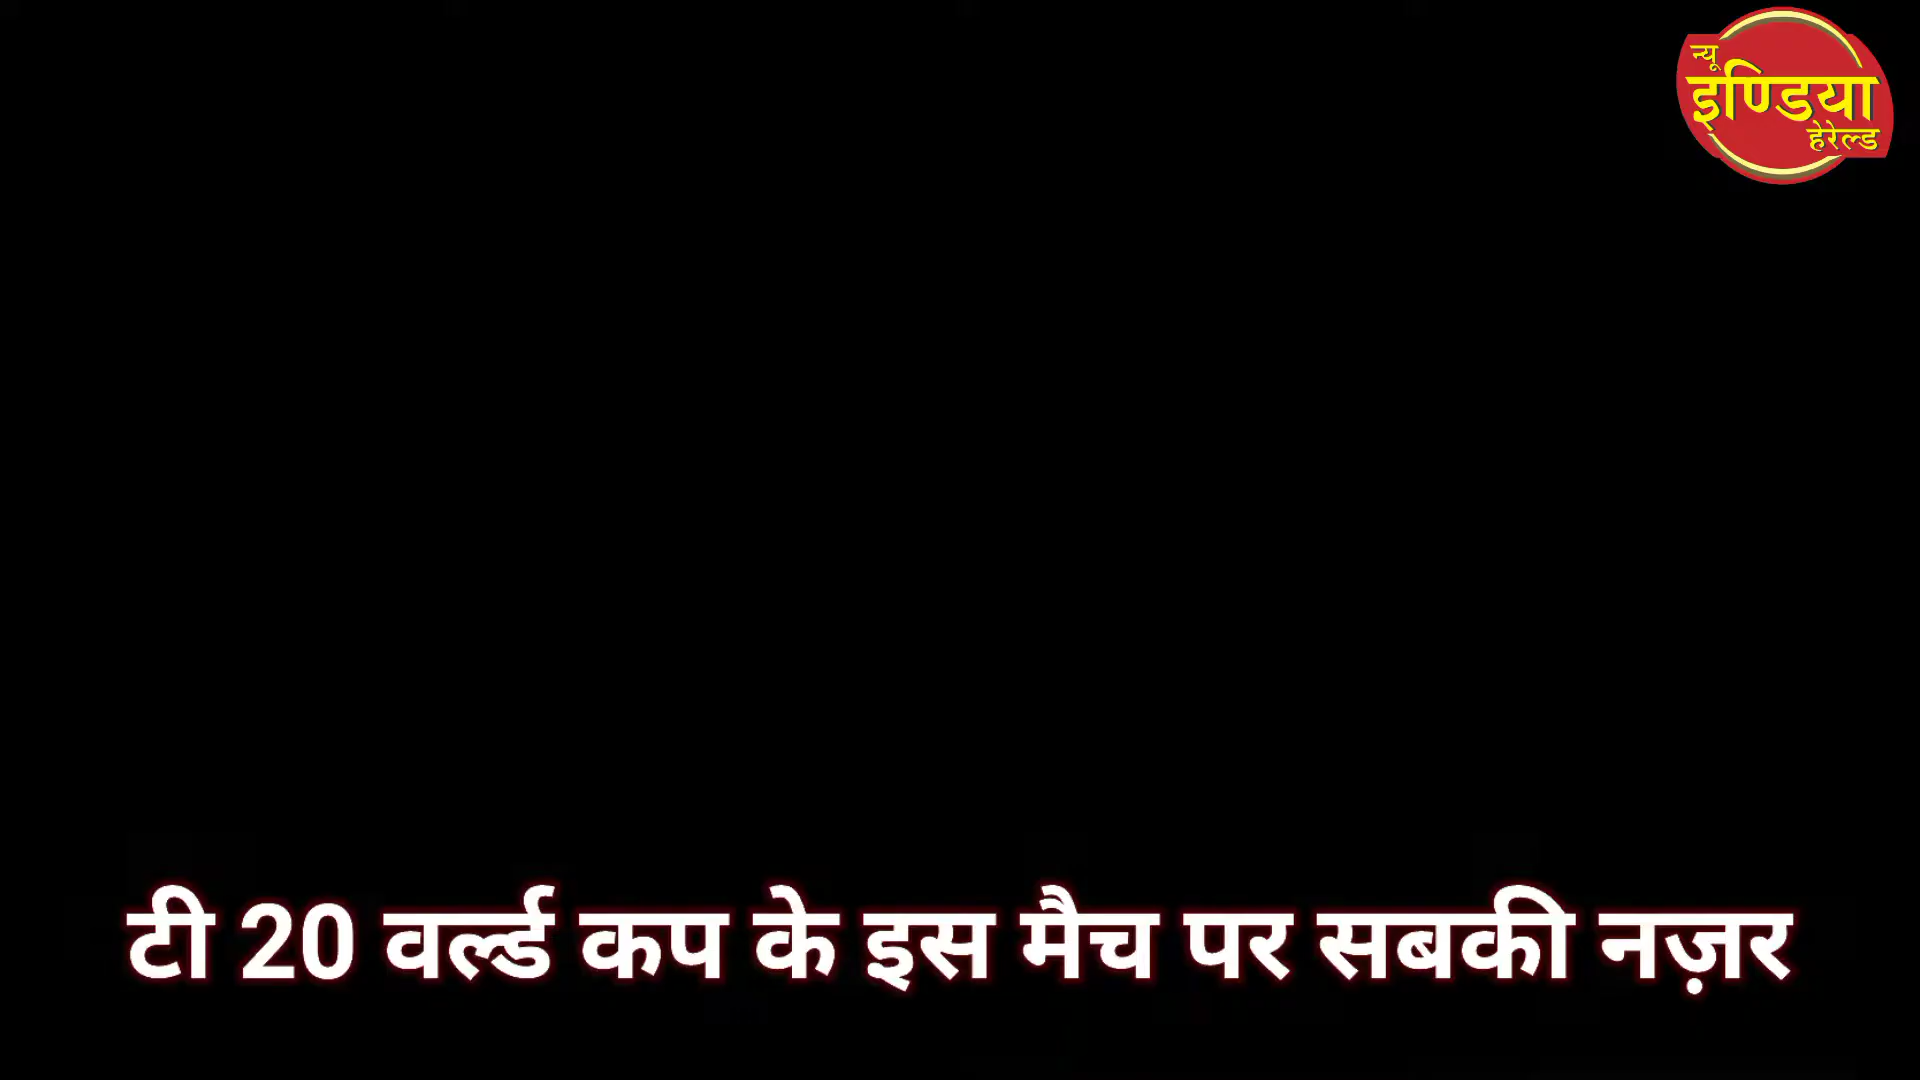 न्यू
इण्डिया
हेरेल्ड
टी 20 वर्ल्ड कप के इस मैच पर सबकी नज़र